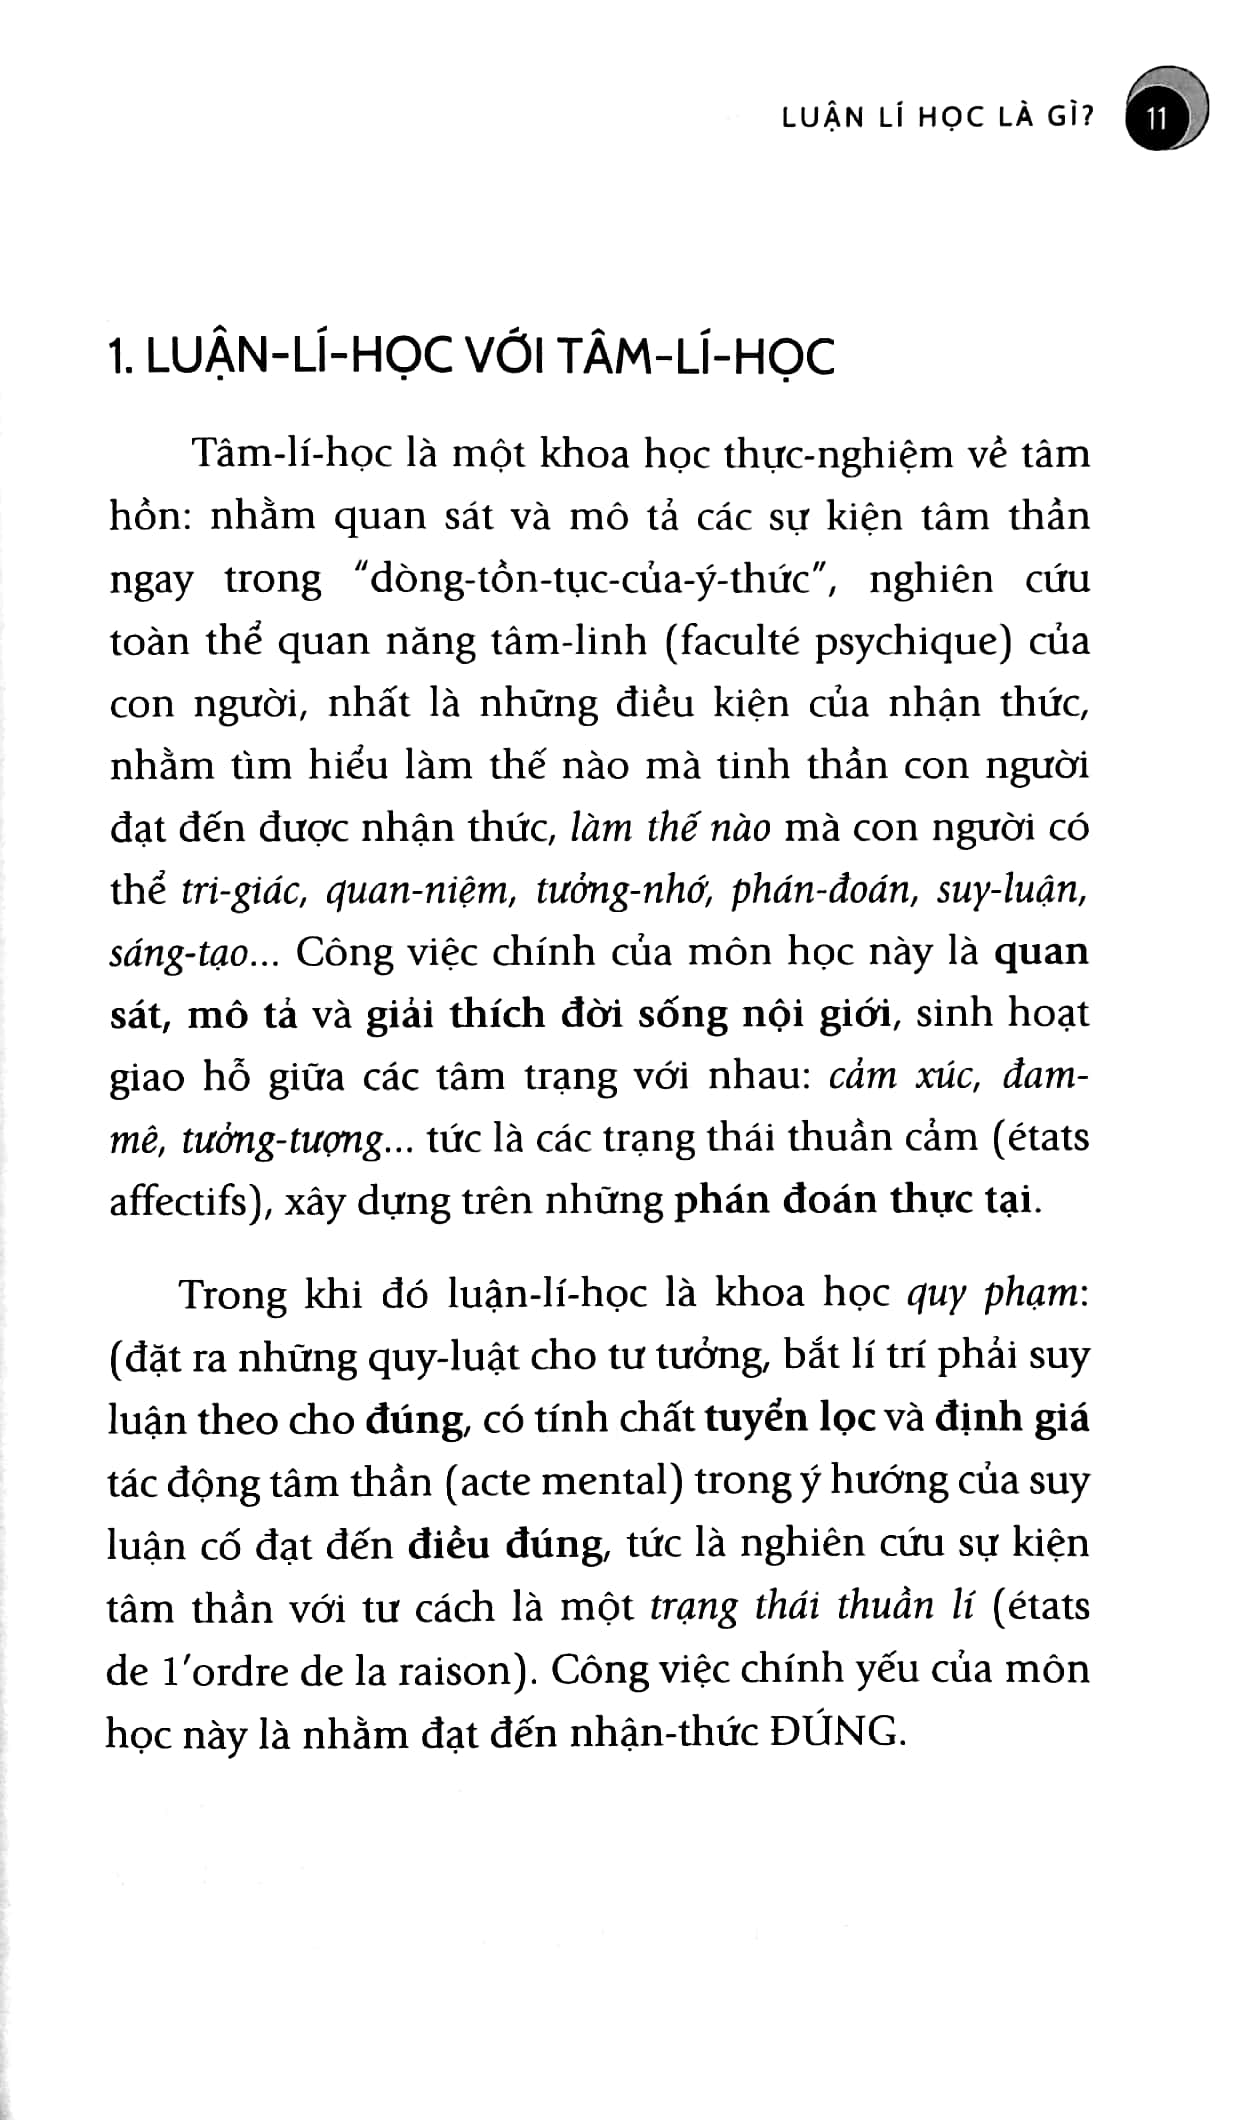 LUẬN LÍ HỌC LÀ GÌ? 11
1. LUẬN-LÍ-HỌC VỚI TÂM-LÍ-HỌC
Tâm-lí-học là một khoa học thực-nghiệm về tâm
hồn: nhằm quan sát và mô tả các sự kiện tâm thần
ngay trong "dòng-tồn-tục-của-ý-thức", nghiên cứu
toàn thể quan năng tâm-linh (faculté psychique) của
con người, nhất là những điều kiện của nhận thức,
nhằm tìm hiểu làm thế nào mà tinh thần con người
đạt đến được nhận thức, làm thế nào mà con người có
thể tri-giác, quan-niệm, tưởng-nhớ, phán-đoán, suy-luận,
sáng-tạo... Công việc chính của môn học này là quan
sát, mô tả và giải thích đời sống nội giới, sinh hoạt
giao hỗ giữa các tâm trạng với nhau: cảm xúc, đam-
mê, tưởng-tượng... tức là các trạng thái thuần cảm (états
affectifs), xây dựng trên những phán đoán thực tại.
Trong khi đó luận-lí-học là khoa học quy phạm:
(đặt ra những quy-luật cho tư tưởng, bắt lí trí phải suy
luận theo cho đúng, có tính chất tuyển lọc và định giá
tác động tâm thần (acte mental) trong ý hướng của suy
luận cố đạt đến điều đúng, tức là nghiên cứu sự kiện
tâm thần với tư cách là một trạng thái thuần lí (états
de 1'ordre de la raison). Công việc chính yếu của môn
học này là nhằm đạt đến nhận-thức ĐÚNG.